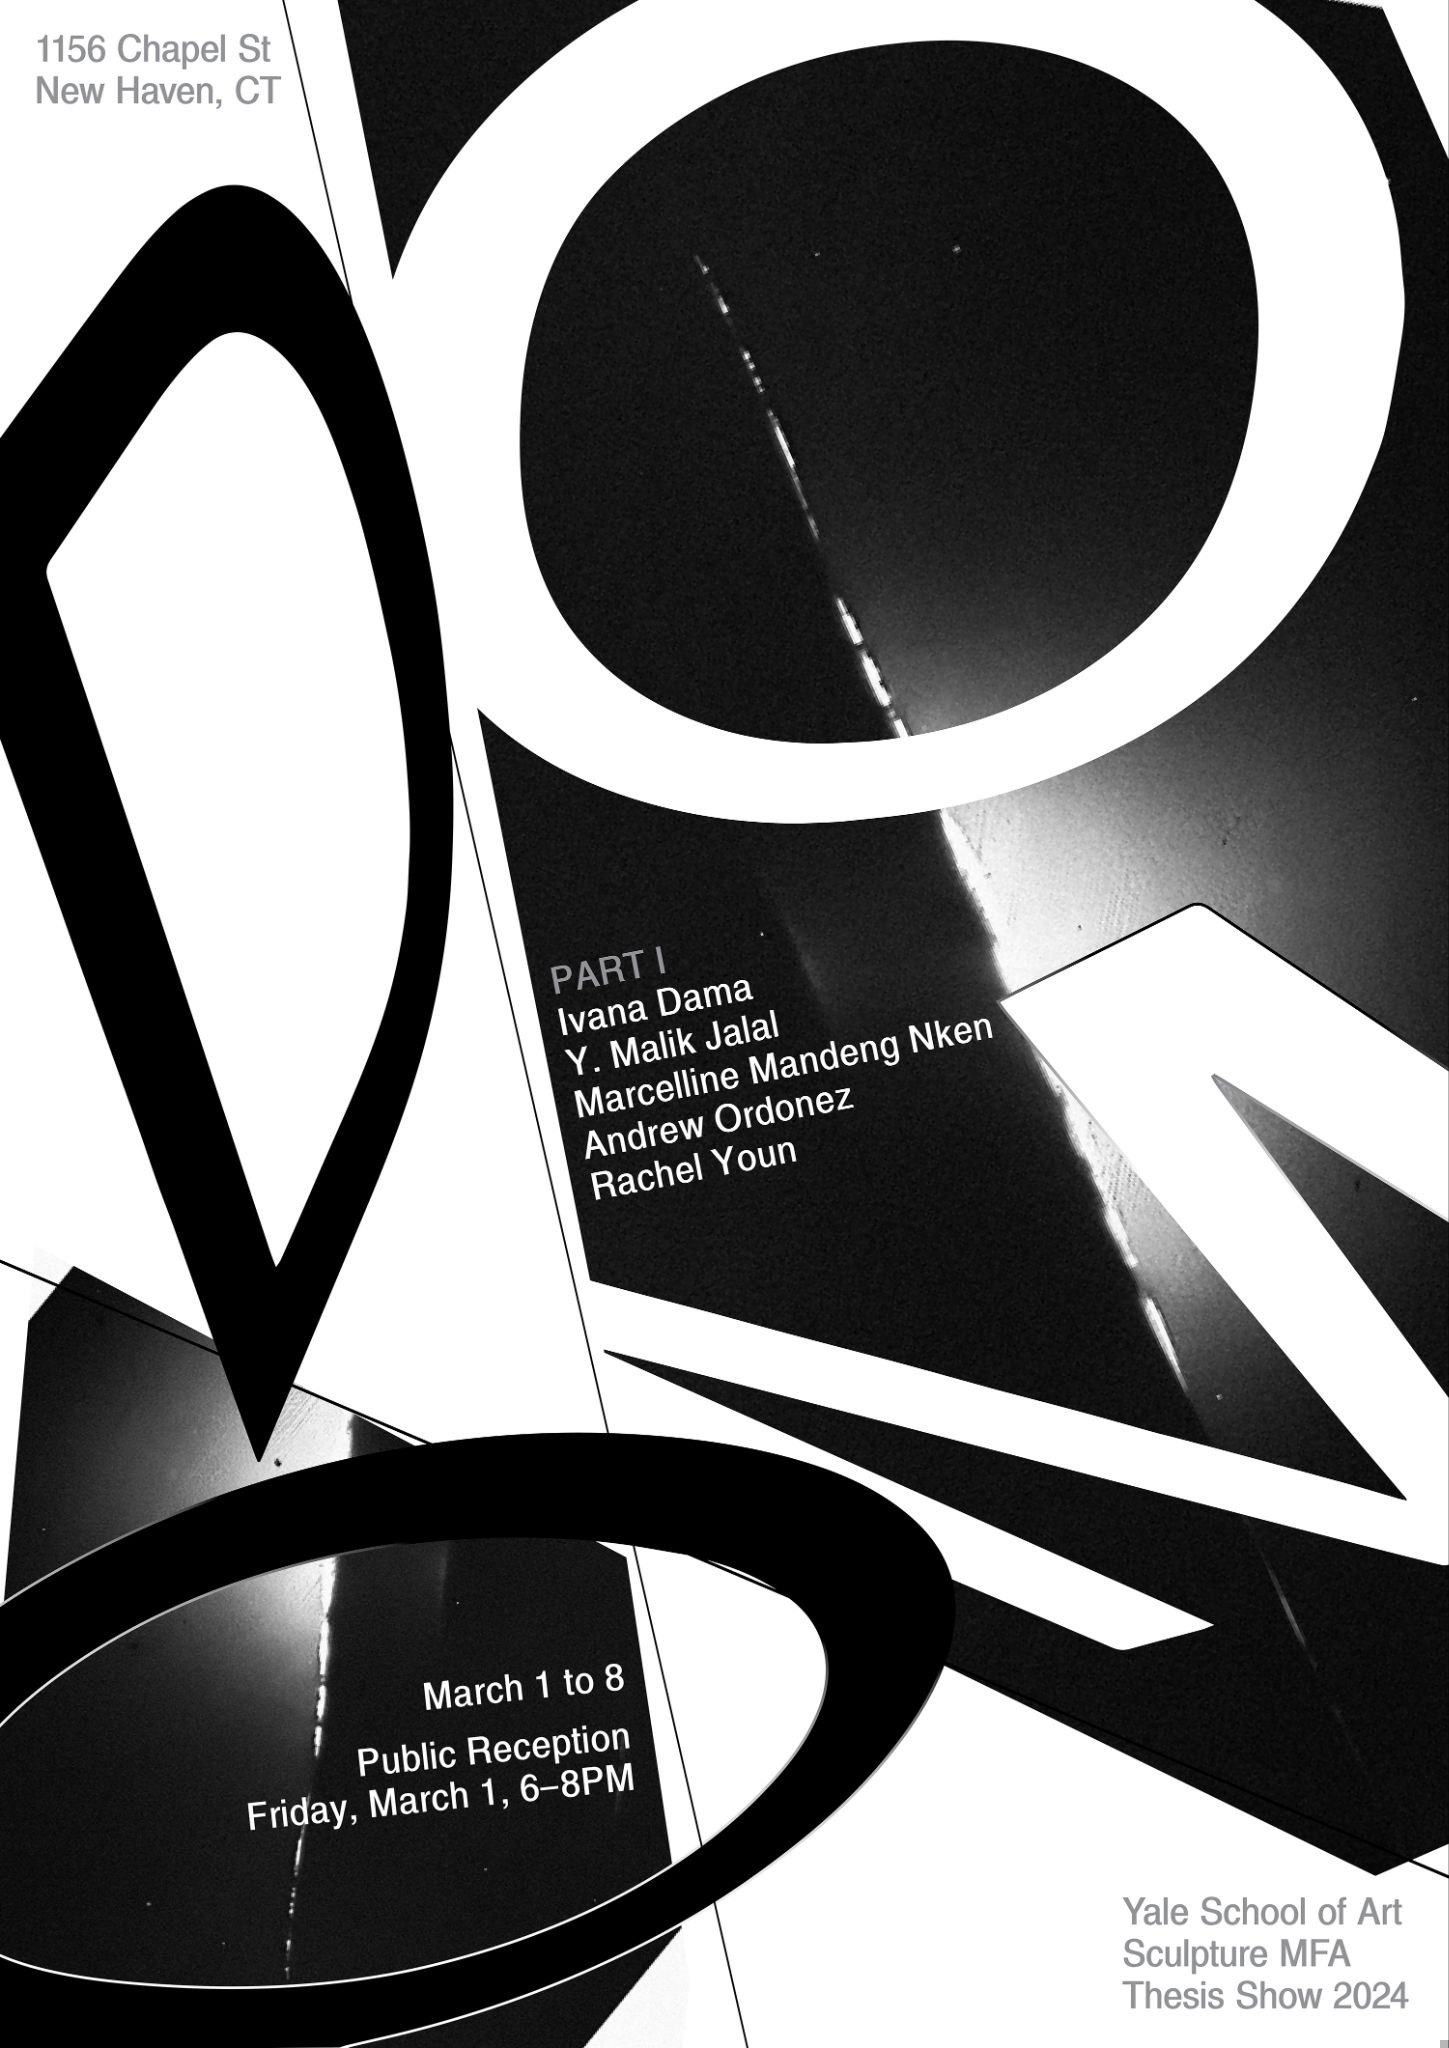 1156 Chapel St
New Haven, CT
PART I
Ivana Dama
Y. Malik Jalal
Marcelline Mandeng Nken
Andrew Ordonez
Rachel Youn
March 1 to 8
Public Reception
Friday, March 1, 6–8PM
Yale School of Art
Sculpture MFA
Thesis Show 2024